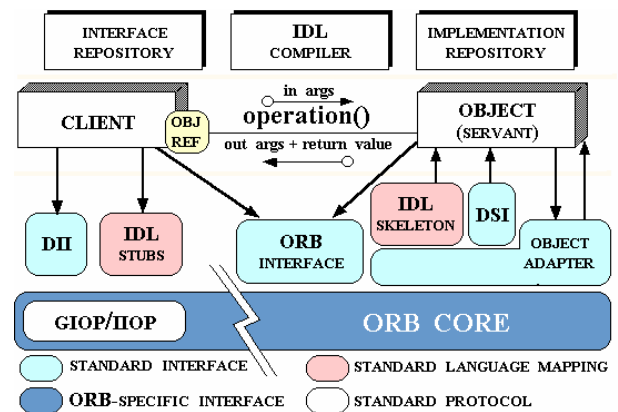 INTERFACE
REPOSITORY
IDL
COMPILER
IMPLEMENTATION
REPOSITORY
CLIENT
OBJ
REF
in args
operation()
out args + return value
OBJECT
(SERVANT)
DII
IDL
STUBS
ORB
INTERFACE
IDL
SKELETON
DSI
OBJECT
ADAPTER
GIOP/IIOP
ORB CORE
STANDARD INTERFACE
STANDARD LANGUAGE MAPPING
ORB-SPECIFIC INTERFACE
STANDARD PROTOCOL